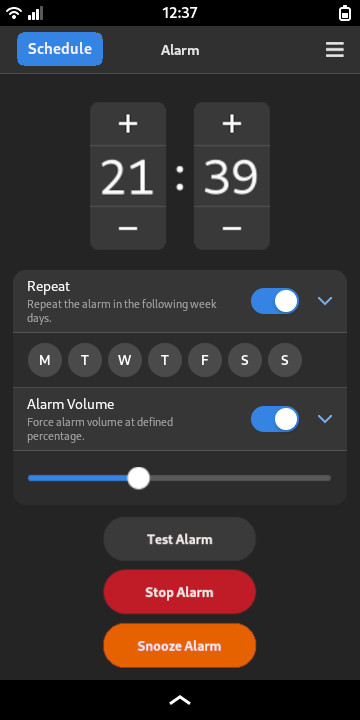 12:37
Schedule
Alarm
+ +
21 : 39
− −
Repeat
Repeat the alarm in the following week
days.
M T W T F S S
Alarm Volume
Force alarm volume at defined
percentage.
Test Alarm
Stop Alarm
Snooze Alarm